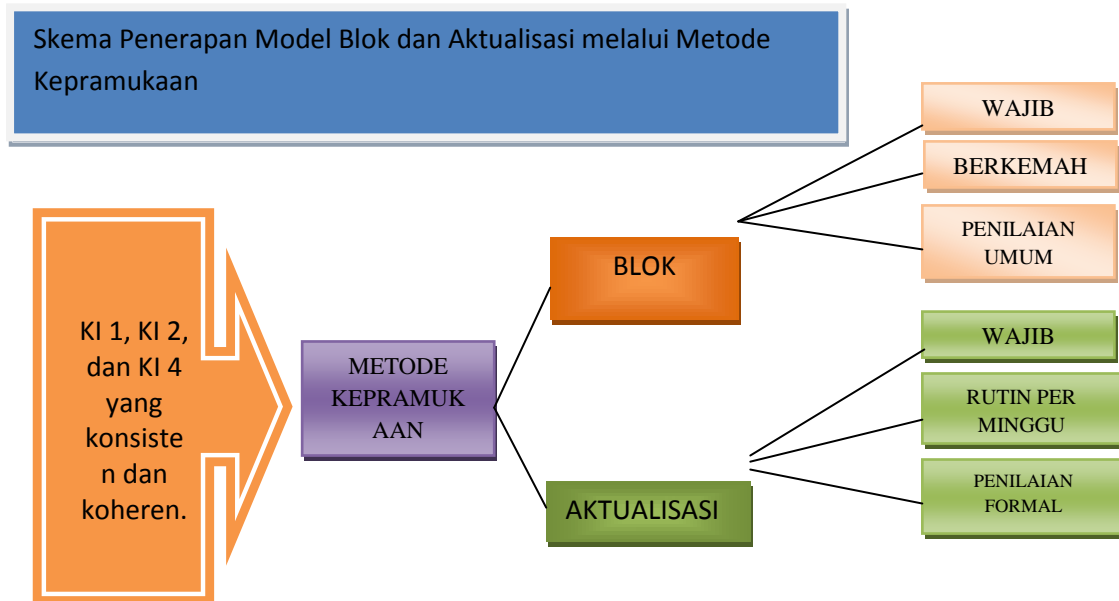 Skema Penerapan Model Blok dan Aktualisasi melalui Metode
Kepramukaan
KI 1, KI 2,
dan KI 4
yang
konsiste
n dan
koheren.
METODE
KEPRAMUK
AAN
BLOK
WAJIB
BERKEMAH
PENILAIAN
UMUM
AKTUALISASI
WAJIB
RUTIN PER
MINGGU
PENILAIAN
FORMAL